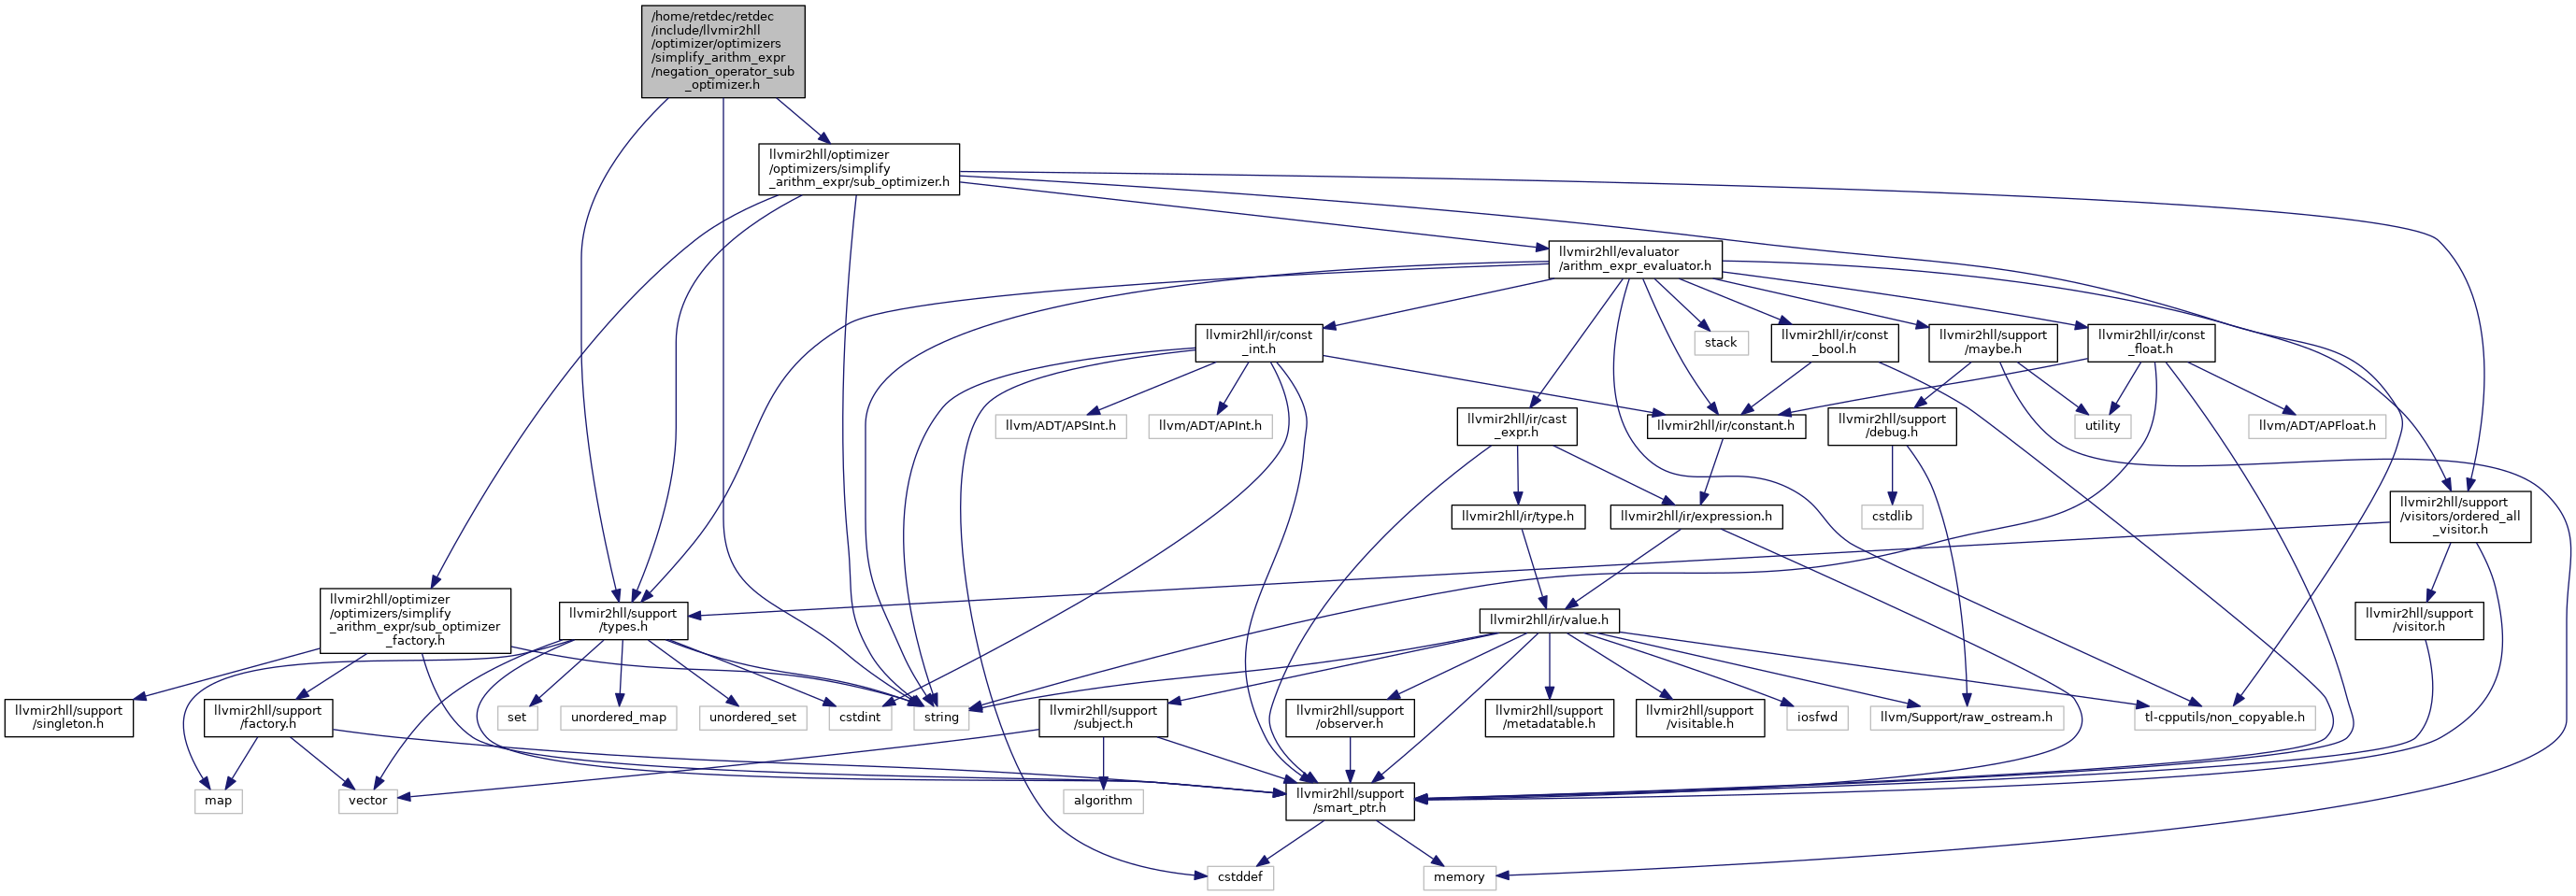 /home/retdec/retdec
/include/llvmir2hll
/optimizer/optimizers
/simplify_arithm_expr
/negation_operator_sub
_optimizer.h
llvmir2hll/optimizer
/optimizers/simplify
_arithm_expr/sub_optimizer.h
llvmir2hll/evaluator
/arithm_expr_evaluator.h
llvmir2hll/ir/const
_int.h
stack
llvmir2hll/ir/const
_bool.h
llvmir2hll/support
/maybe.h
llvmir2hll/ir/const
_float.h
llvm/ADT/APSInt.h
llvm/ADT/APInt.h
llvmir2hll/ir/cast
_expr.h
llvmir2hll/ir/constant.h
llvmir2hll/support
/debug.h
utility
llvm/ADT/APFloat.h
llvmir2hll/ir/type.h
llvmir2hll/ir/expression.h
cstdlib
llvmir2hll/support
/visitors/ordered_all
_visitor.h
llvmir2hll/optimizer
/optimizers/simplify
_arithm_expr/sub_optimizer
_factory.h
llvmir2hll/support
/types.h
llvmir2hll/ir/value.h
llvmir2hll/support
/visitor.h
llvmir2hll/support
/singleton.h
llvmir2hll/support
/factory.h
set
unordered_map
unordered_set
cstdint
string
llvmir2hll/support
/subject.h
llvmir2hll/support
/observer.h
llvmir2hll/support
/metadatable.h
llvmir2hll/support
/visitable.h
iosfwd
llvm/Support/raw_ostream.h
tl-cpputils/non_copyable.h
map
vector
algorithm
llvmir2hll/support
/smart_ptr.h
cstddef
memory